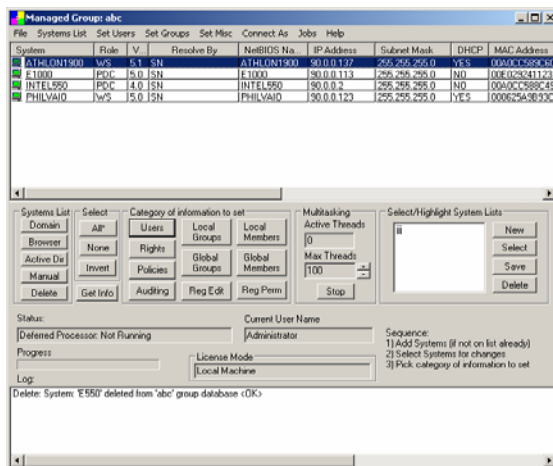 Managed Group: abc
File Systems List Set Users Set Groups Set Misc Connect As Jobs Help
System Role V... Resolve By NetBIOS Na... IP Address Subnet Mask DHCP MAC Address
ATHLON1900 WS 5.1 SN ATHLON1900 90.0.0.137 255.255.255.0 YES 00A0CC589C60
E1000 PDC 5.0 SN E1000 90.0.0.113 255.255.255.0 NO 00E029241123
INTEL550 PDC 4.0 SN INTEL550 90.0.0.2 255.255.255.0 NO 00A0CC588C49
PHILVAIO WS 5.0 SN PHILVAIO 90.0.0.123 255.255.255.0 YES 000625A9B93C
Systems List Select Category of information to set Multitasking Select/Highlight System Lists
Domain All* Users Local Groups Local Members Active Threads iii New
Browser None Rights Global Groups Global Members 0 Select
Active Dir Invert Policies Max Threads Save
Manual 100
Delete Get Info Auditing Reg Edit Reg Perm Stop Delete
Status: Current User Name
Deferred Processor: Not Running Administrator
Sequence:
1) Add Systems (if not on list already)
2) Select Systems for changes
3) Pick category of information to set
Progress License Mode
Local Machine
Log:
Delete: System: 'E550' deleted from 'abc' group database <OK>